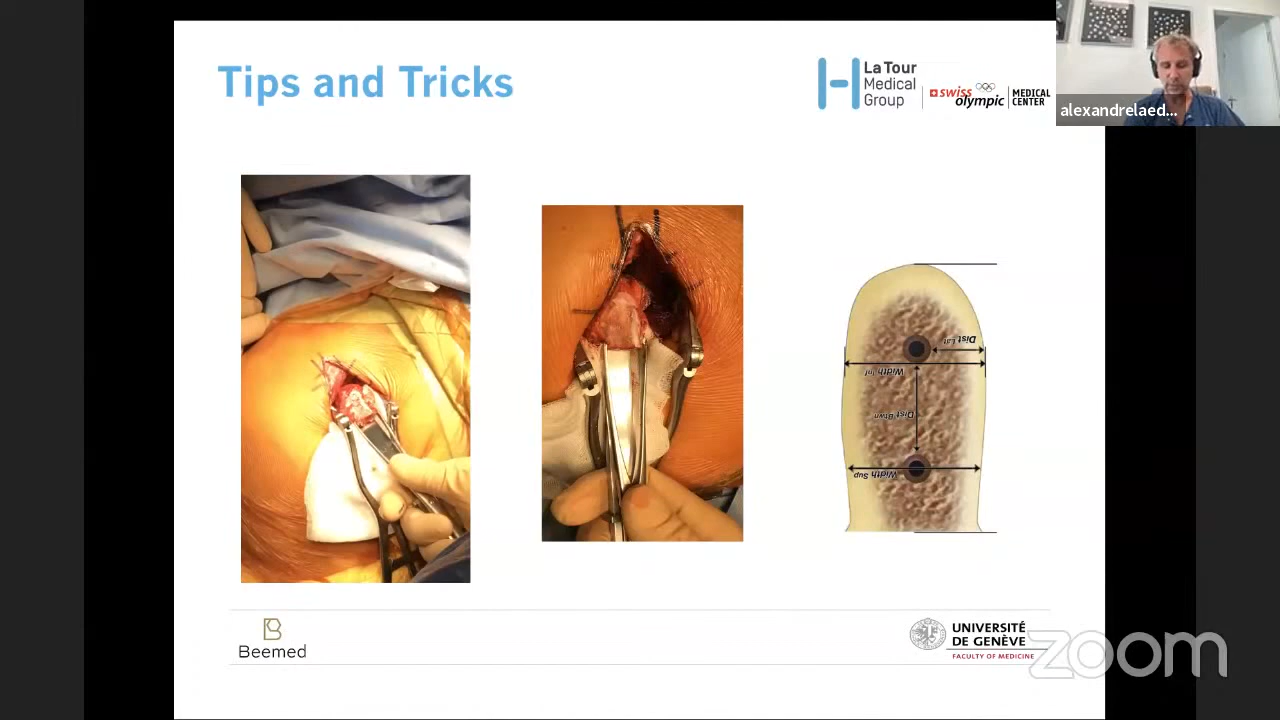 Tips and Tricks
La Tour
Medical
Group
swiss
olympic
MEDICAL
CENTER
alexandrelaed...
Dist Lat
Width Inf
Dist Btwn
Width Sup
Beemed
UNIVERSITÉ
DE GENÈVE
FACULTY OF MEDICINE
zoom